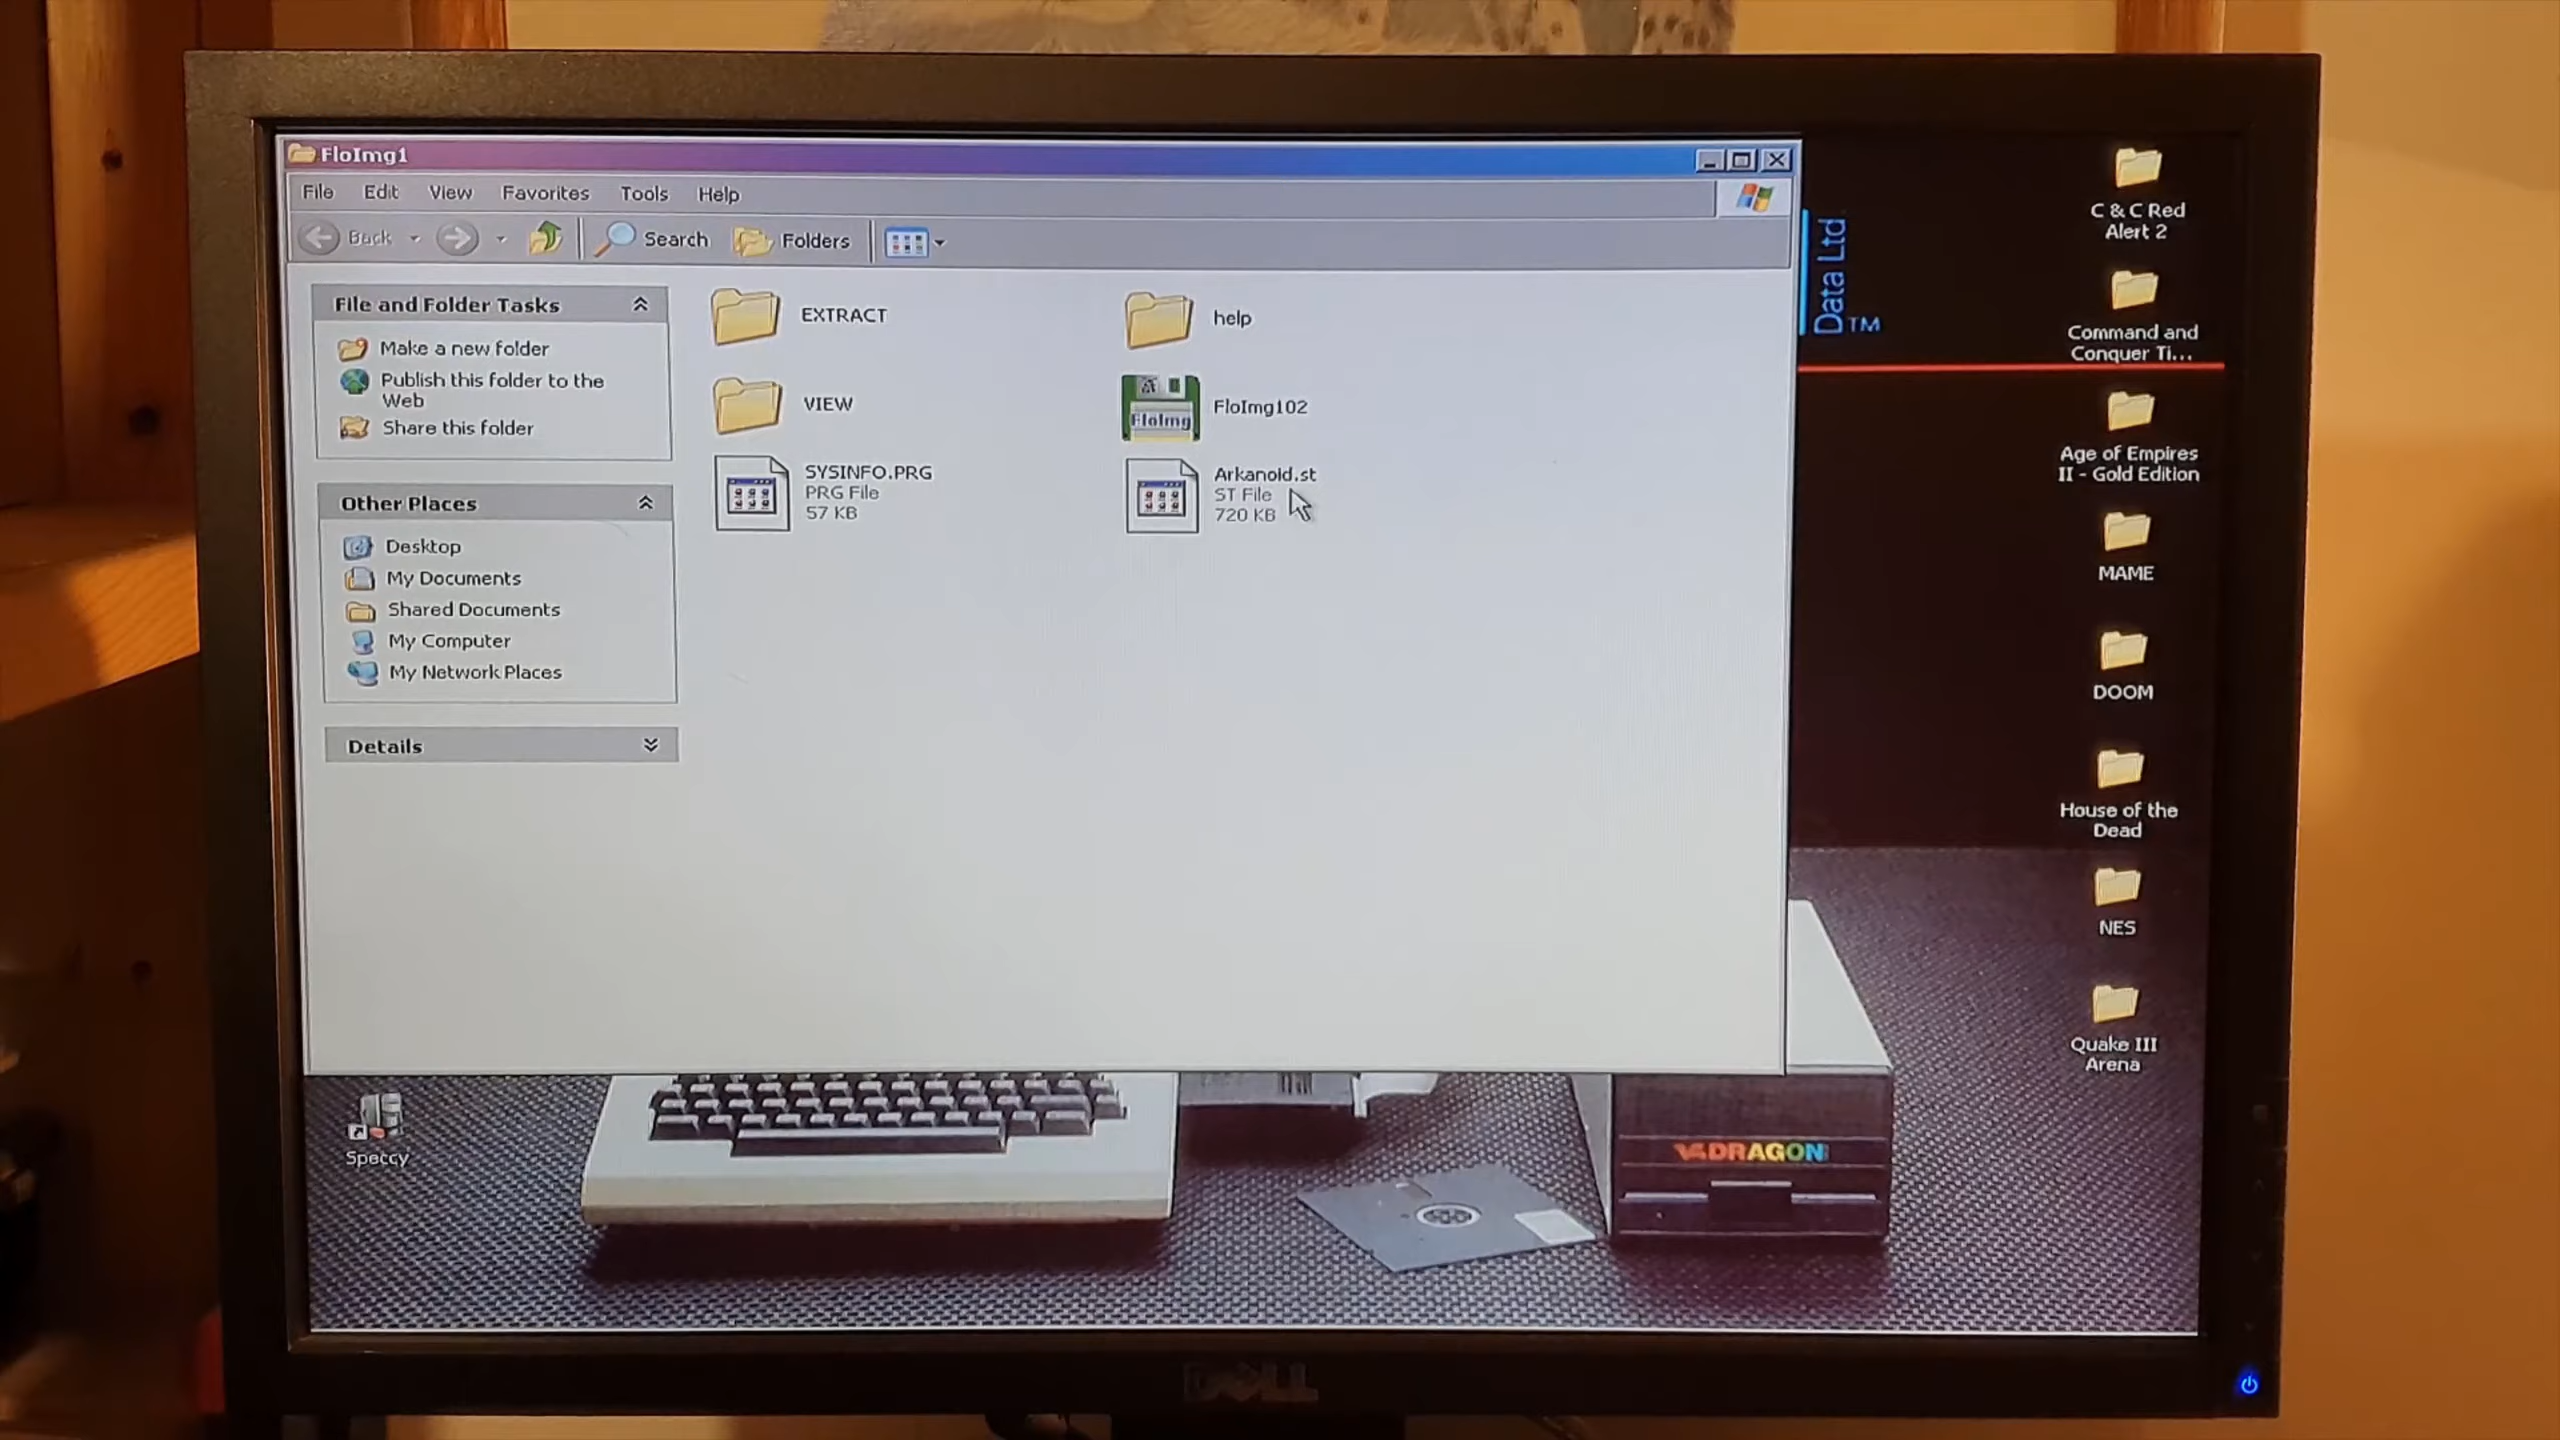 FloImg1
File Edit View Favorites Tools Help
Back Search Folders
File and Folder Tasks
Make a new folder
Publish this folder to the
Web
Share this folder
Other Places
Desktop
My Documents
Shared Documents
My Computer
My Network Places
Details
EXTRACT
help
VIEW
FloImg
FloImg102
SYSINFO.PRG
PRG File
57 KB
Arkanoid.st
ST File
720 KB
Data Ltd
TM
C & C Red
Alert 2
Command and
Conquer Ti...
Age of Empires
II - Gold Edition
MAME
DOOM
House of the
Dead
NES
Quake III
Arena
Speccy
DRAGON
DELL